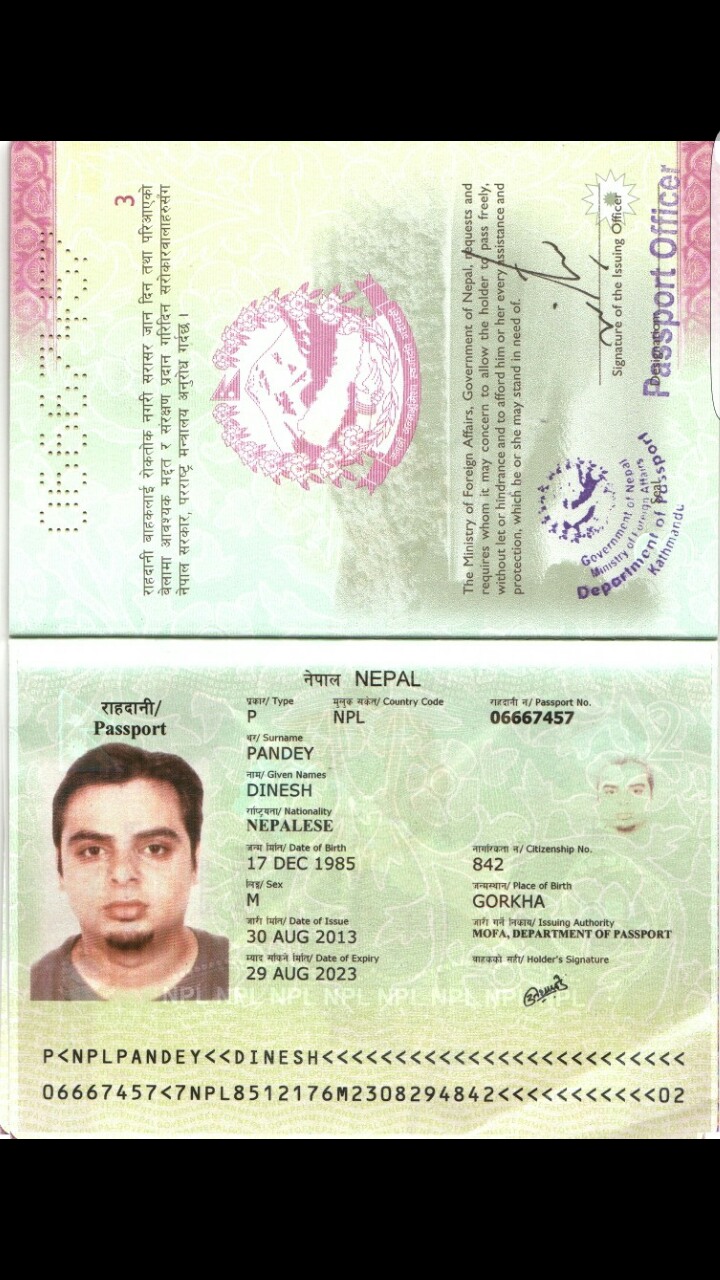 3
राहदानी बाहकलाई रोकतोक नगरी सरासर जान दिन तथा परिआएको
बेलामा आवश्यक मद्दत र संरक्षण प्रदान गरिदिन सरोकारवालाहरुसंग
नेपाल सरकार, परराष्ट्र मन्त्रालय अनुरोध गर्दछ ।
The Ministry of Foreign Affairs, Government of Nepal, requests and
requires whom it may concern to allow the holder to pass freely,
without let or hindrance and to afford him or her every assistance and
protection, which he or she may stand in need of.
Signature of the Issuing Officer
Designation
Passport Officer
Seal
Government of Nepal
Ministry of Foreign Affairs
Department of Passport
Kathmandu
नेपाल NEPAL
राहदानी/
Passport
प्रकार/ Type
P
मुलुक संकेत/ Country Code
NPL
राहदानी नं/ Passport No.
06667457
थर/ Surname
PANDEY
नाम/ Given Names
DINESH
राष्ट्रियता/ Nationality
NEPALESE
जन्म मिति/ Date of Birth
17 DEC 1985
नागरिकता नं/ Citizenship No.
842
लिङ्ग/ Sex
M
जन्मस्थान/ Place of Birth
GORKHA
जारी मिति/ Date of Issue
30 AUG 2013
जारी गर्ने निकाय/ Issuing Authority
MOFA, DEPARTMENT OF PASSPORT
म्याद सकिने मिति/ Date of Expiry
29 AUG 2023
वाहकको सही/ Holder's Signature
NPL NPL NPL NPL NPL NPL NPL NPL
P<NPLPANDEY<<DINESH<<<<<<<<<<<<<<<<<<<<<<<<<
06667457<7NPL8512176M2308294842<<<<<<<<<<<02